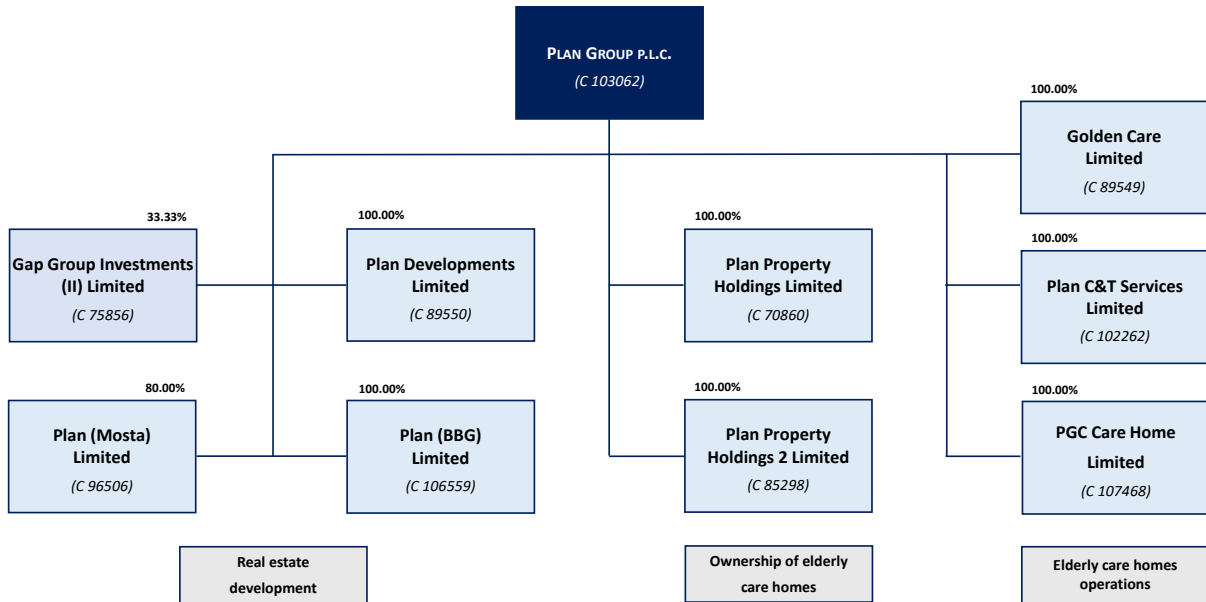 PLAN GROUP P.L.C.
(C 103062)
100.00%
Golden Care
Limited
(C 89549)
33.33%
Gap Group Investments
(II) Limited
(C 75856)
100.00%
Plan Developments
Limited
(C 89550)
100.00%
Plan Property
Holdings Limited
(C 70860)
100.00%
Plan C&T Services
Limited
(C 102262)
80.00%
Plan (Mosta)
Limited
(C 96506)
100.00%
Plan (BBG)
Limited
(C 106559)
100.00%
Plan Property
Holdings 2 Limited
(C 85298)
100.00%
PGC Care Home
Limited
(C 107468)
Real estate
development
Ownership of elderly
care homes
Elderly care homes
operations